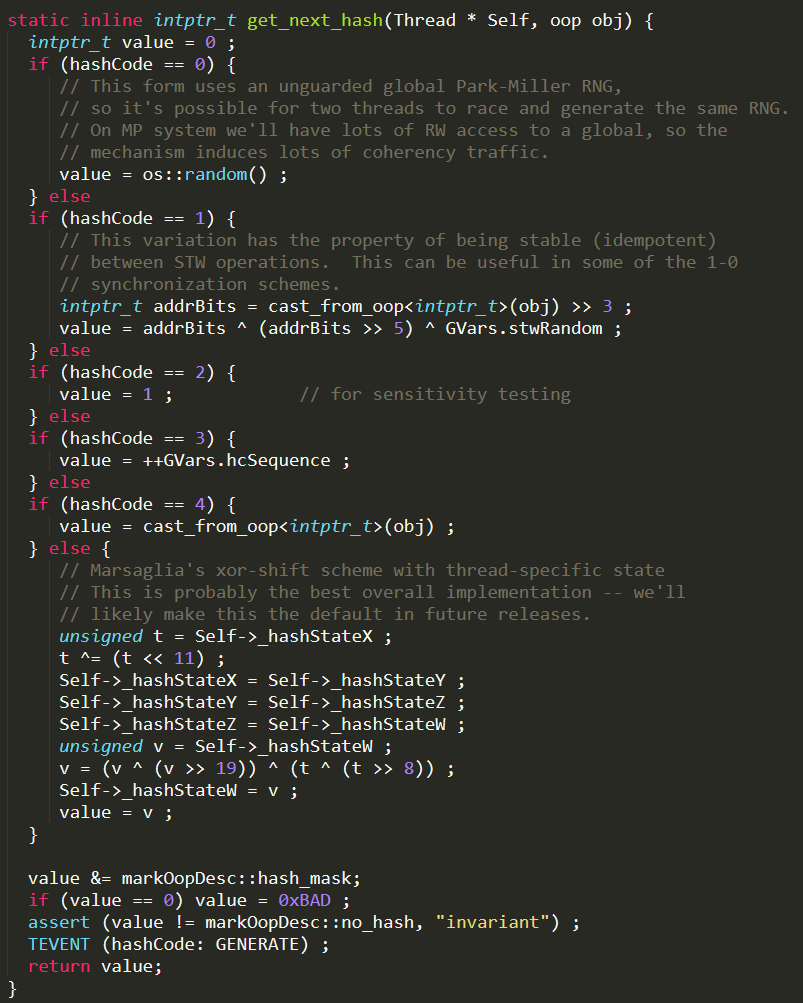 static inline intptr_t get_next_hash(Thread * Self, oop obj) {
  intptr_t value = 0 ;
  if (hashCode == 0) {
     // This form uses an unguarded global Park-Miller RNG,
     // so it's possible for two threads to race and generate the same RNG.
     // On MP system we'll have lots of RW access to a global, so the
     // mechanism induces lots of coherency traffic.
     value = os::random() ;
  } else
  if (hashCode == 1) {
     // This variation has the property of being stable (idempotent)
     // between STW operations.  This can be useful in some of the 1-0
     // synchronization schemes.
     intptr_t addrBits = cast_from_oop<intptr_t>(obj) >> 3 ;
     value = addrBits ^ (addrBits >> 5) ^ GVars.stwRandom ;
  } else
  if (hashCode == 2) {
     value = 1 ;            // for sensitivity testing
  } else
  if (hashCode == 3) {
     value = ++GVars.hcSequence ;
  } else
  if (hashCode == 4) {
     value = cast_from_oop<intptr_t>(obj) ;
  } else {
     // Marsaglia's xor-shift scheme with thread-specific state
     // This is probably the best overall implementation -- we'll
     // likely make this the default in future releases.
     unsigned t = Self->_hashStateX ;
     t ^= (t << 11) ;
     Self->_hashStateX = Self->_hashStateY ;
     Self->_hashStateY = Self->_hashStateZ ;
     Self->_hashStateZ = Self->_hashStateW ;
     unsigned v = Self->_hashStateW ;
     v = (v ^ (v >> 19)) ^ (t ^ (t >> 8)) ;
     Self->_hashStateW = v ;
     value = v ;
  }

  value &= markOopDesc::hash_mask;
  if (value == 0) value = 0xBAD ;
  assert (value != markOopDesc::no_hash, "invariant") ;
  TEVENT (hashCode: GENERATE) ;
  return value;
}